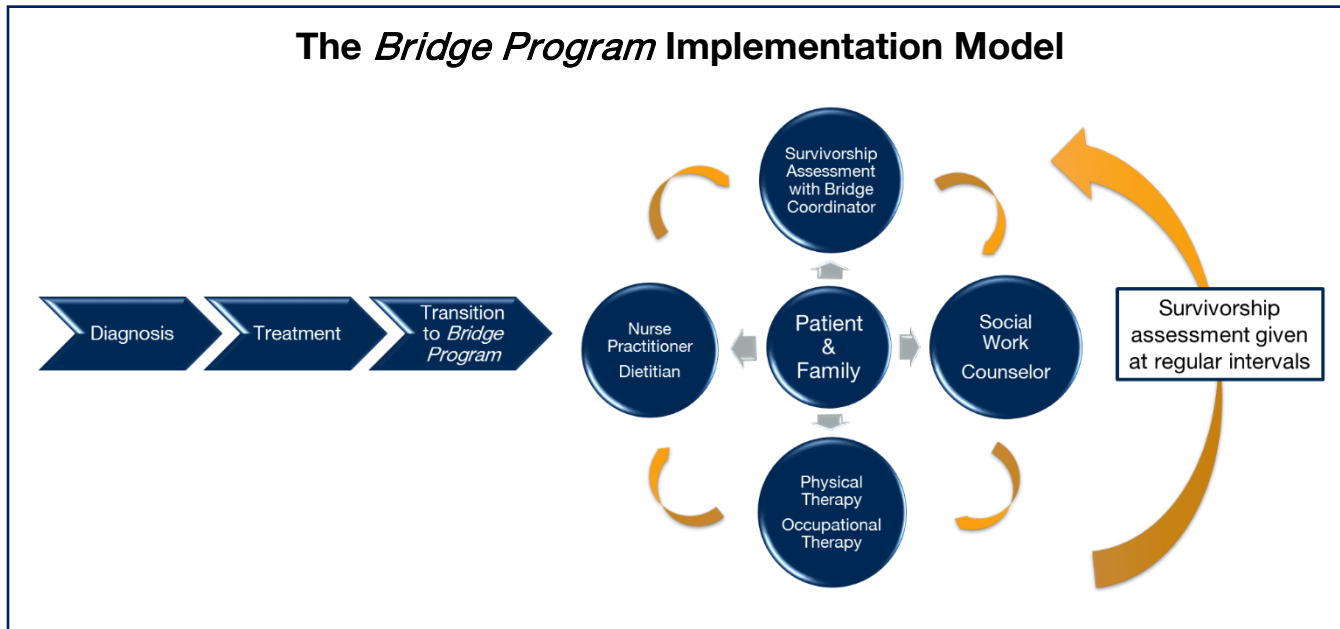 The Bridge Program Implementation Model
Diagnosis
Treatment
Transition
to Bridge
Program
Survivorship
Assessment
with Bridge
Coordinator
Nurse
Practitioner
Dietitian
Patient
&
Family
Social
Work
Counselor
Physical
Therapy
Occupational
Therapy
Survivorship
assessment given
at regular intervals